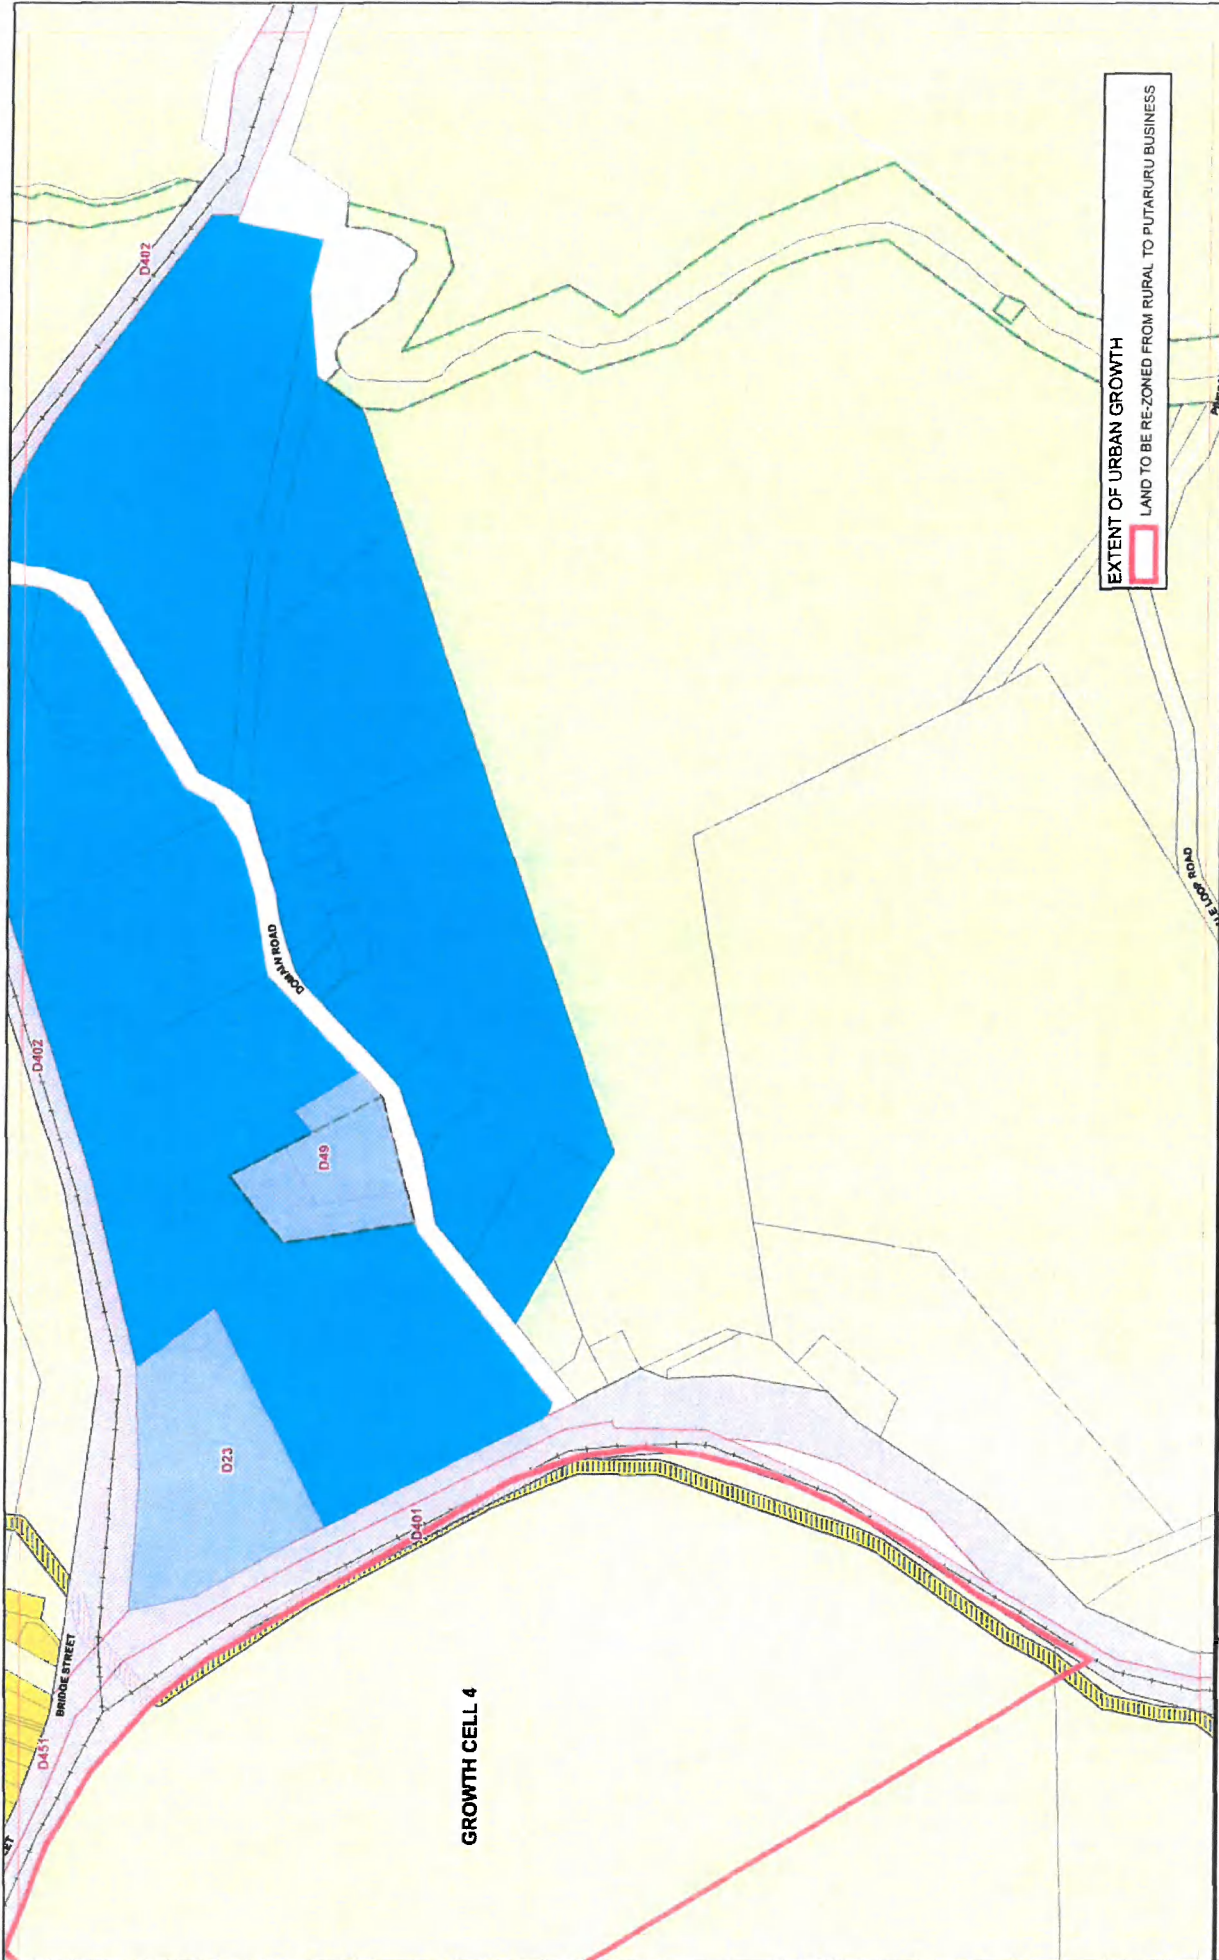 D402
D402
DOMAIN ROAD
D49
D23
D401
BRIDGE STREET
D451
GROWTH CELL 4
EXTENT OF URBAN GROWTH
LAND TO BE RE-ZONED FROM RURAL TO PUTARURU BUSINESS
LOOP ROAD